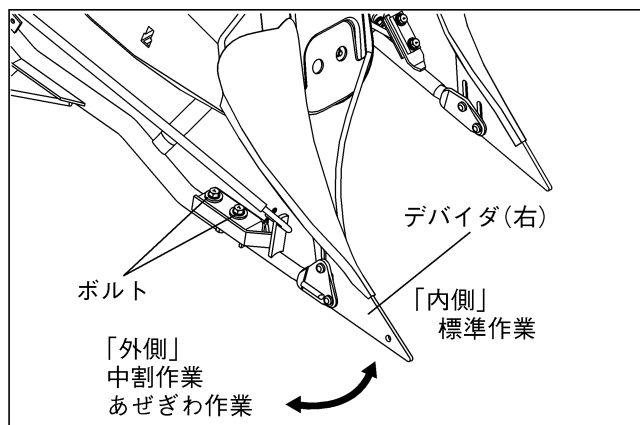 デバイダ(右)
ボルト
「内側」
標準作業
「外側」
中割作業
あぜぎわ作業